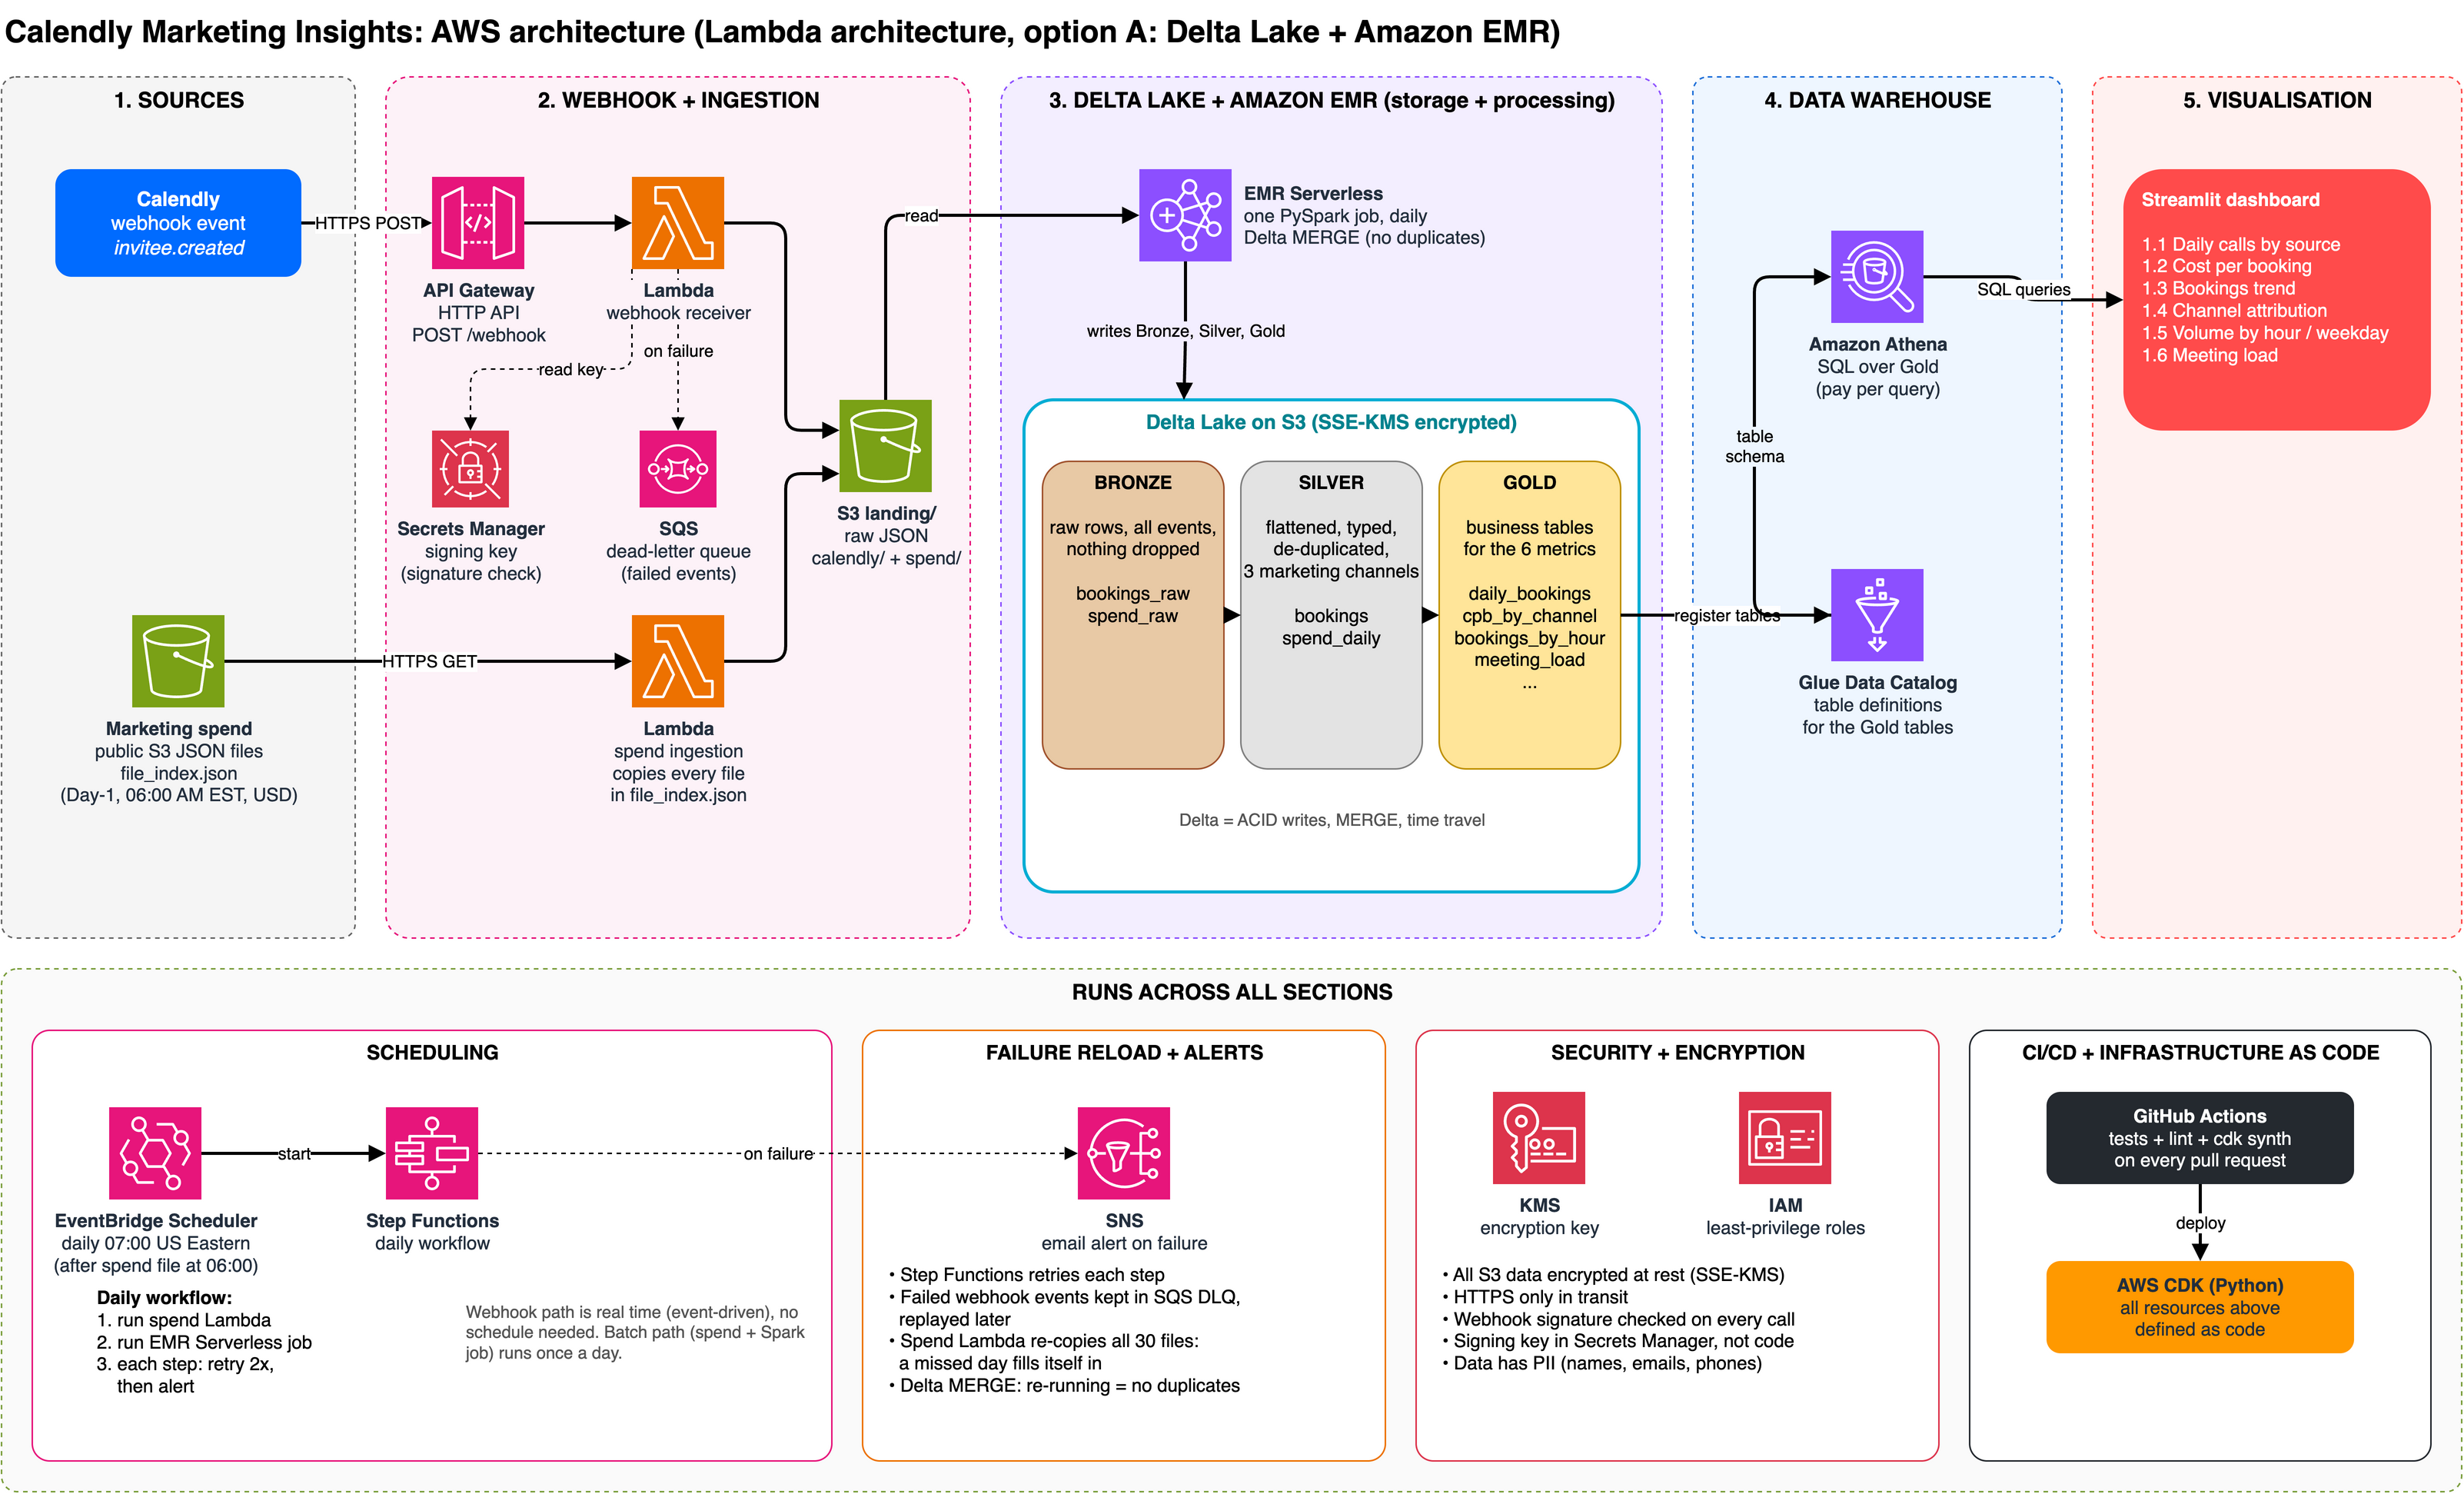 Calendly Marketing Insights: AWS architecture (Lambda architecture, option A: Delta Lake + Amazon EMR)
1. SOURCES
Calendly
webhook event
invitee.created
HTTPS POST
Marketing spend
public S3 JSON files
file_index.json
(Day-1, 06:00 AM EST, USD)
HTTPS GET
2. WEBHOOK + INGESTION
API Gateway
HTTP API
POST /webhook
Lambda
webhook receiver
read key
on failure
Secrets Manager
signing key
(signature check)
SQS
dead-letter queue
(failed events)
S3 landing/
raw JSON
calendly/ + spend/
Lambda
spend ingestion
copies every file
in file_index.json
3. DELTA LAKE + AMAZON EMR (storage + processing)
read
EMR Serverless
one PySpark job, daily
Delta MERGE (no duplicates)
writes Bronze, Silver, Gold
Delta Lake on S3 (SSE-KMS encrypted)
BRONZE
raw rows, all events,
nothing dropped
bookings_raw
spend_raw
SILVER
flattened, typed,
de-duplicated,
3 marketing channels
bookings
spend_daily
GOLD
business tables
for the 6 metrics
daily_bookings
cpb_by_channel
bookings_by_hour
meeting_load
...
Delta = ACID writes, MERGE, time travel
register tables
4. DATA WAREHOUSE
Amazon Athena
SQL over Gold
(pay per query)
table
schema
Glue Data Catalog
table definitions
for the Gold tables
SQL queries
5. VISUALISATION
Streamlit dashboard
1.1 Daily calls by source
1.2 Cost per booking
1.3 Bookings trend
1.4 Channel attribution
1.5 Volume by hour / weekday
1.6 Meeting load
RUNS ACROSS ALL SECTIONS
SCHEDULING
EventBridge Scheduler
daily 07:00 US Eastern
(after spend file at 06:00)
start
Step Functions
daily workflow
on failure
Daily workflow:
1. run spend Lambda
2. run EMR Serverless job
3. each step: retry 2x,
then alert
Webhook path is real time (event-driven), no
schedule needed. Batch path (spend + Spark
job) runs once a day.
FAILURE RELOAD + ALERTS
SNS
email alert on failure
• Step Functions retries each step
• Failed webhook events kept in SQS DLQ,
replayed later
• Spend Lambda re-copies all 30 files:
a missed day fills itself in
• Delta MERGE: re-running = no duplicates
SECURITY + ENCRYPTION
KMS
encryption key
IAM
least-privilege roles
• All S3 data encrypted at rest (SSE-KMS)
• HTTPS only in transit
• Webhook signature checked on every call
• Signing key in Secrets Manager, not code
• Data has PII (names, emails, phones)
CI/CD + INFRASTRUCTURE AS CODE
GitHub Actions
tests + lint + cdk synth
on every pull request
deploy
AWS CDK (Python)
all resources above
defined as code